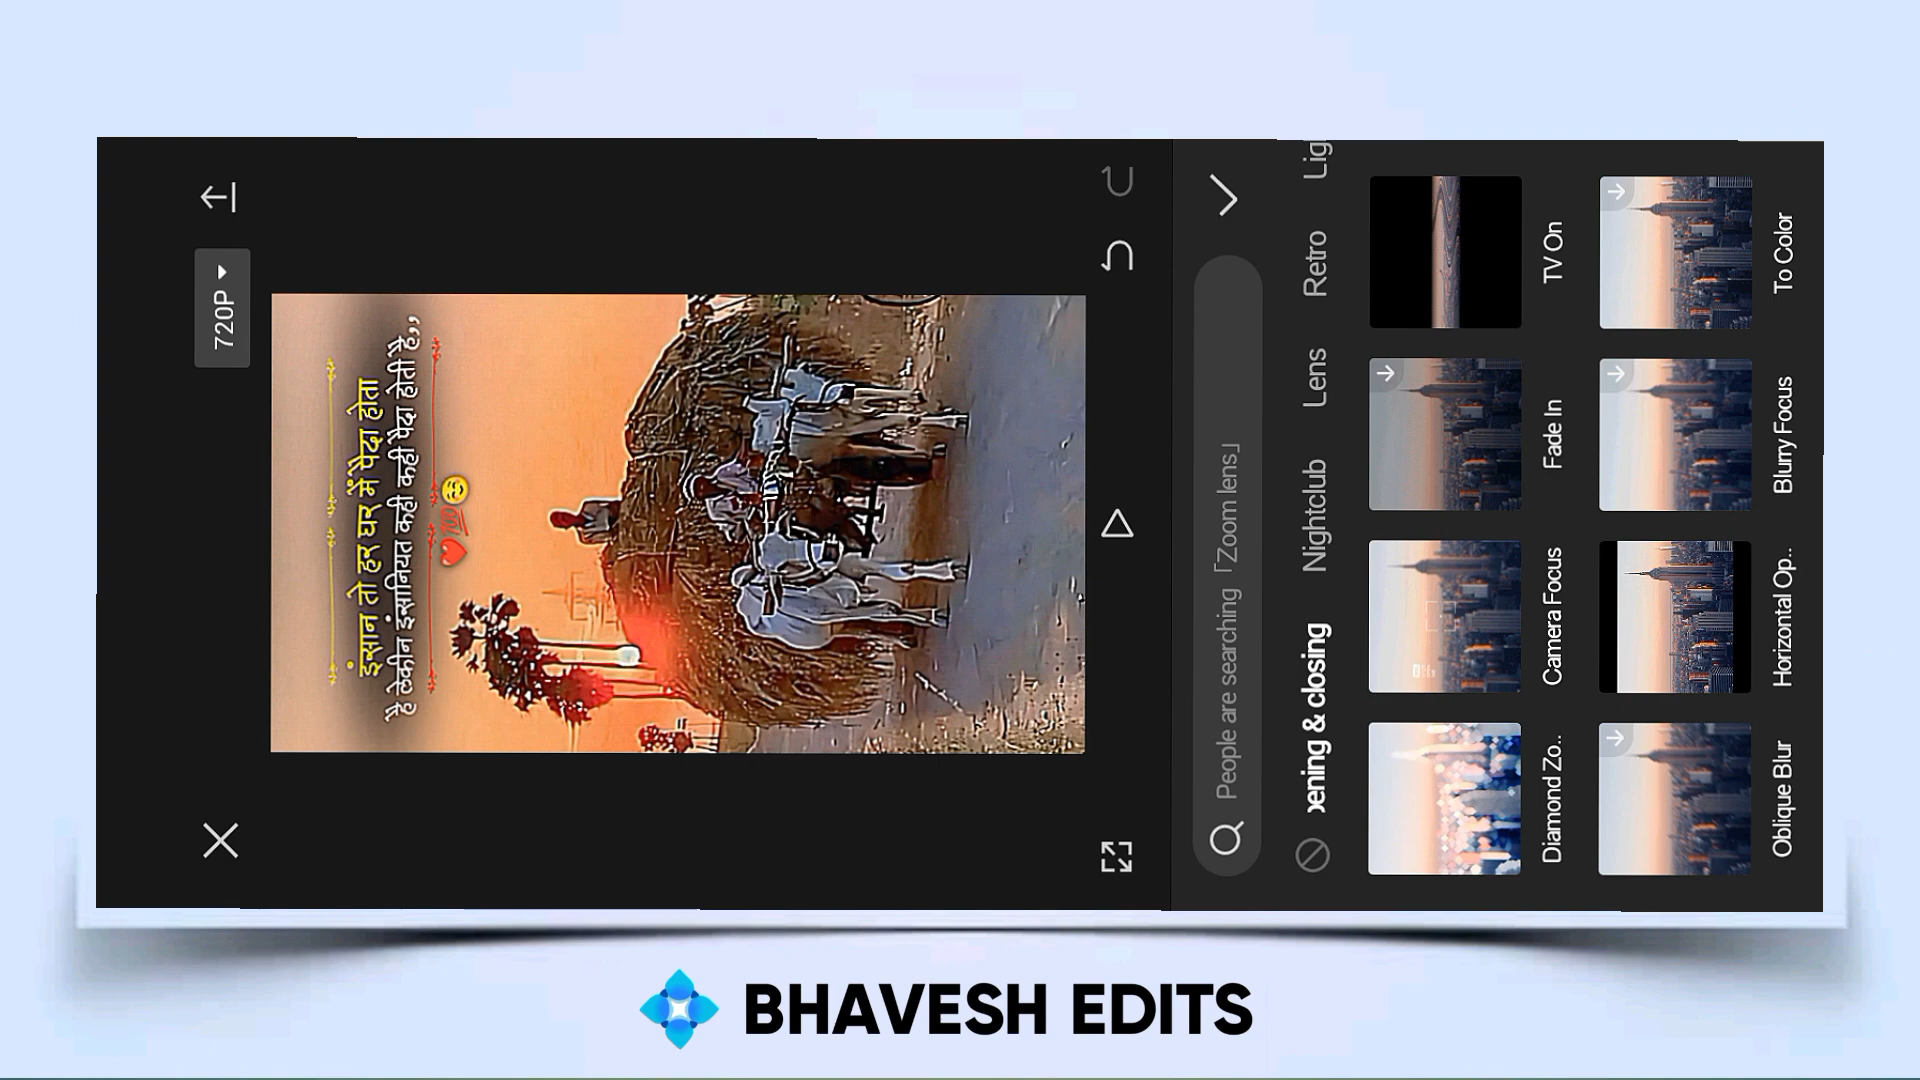 720P
इंसान तो हर घर में पैदा होता
है लेकीन इंसानियत कही कही पैदा होती है,,
❤️💯😊
People are searching 「Zoom lens」
ening & closing
Nightclub
Lens
Retro
Lig
Diamond Zo..
Camera Focus
Fade In
TV On
Oblique Blur
Horizontal Op..
Blurry Focus
To Color
BHAVESH EDITS